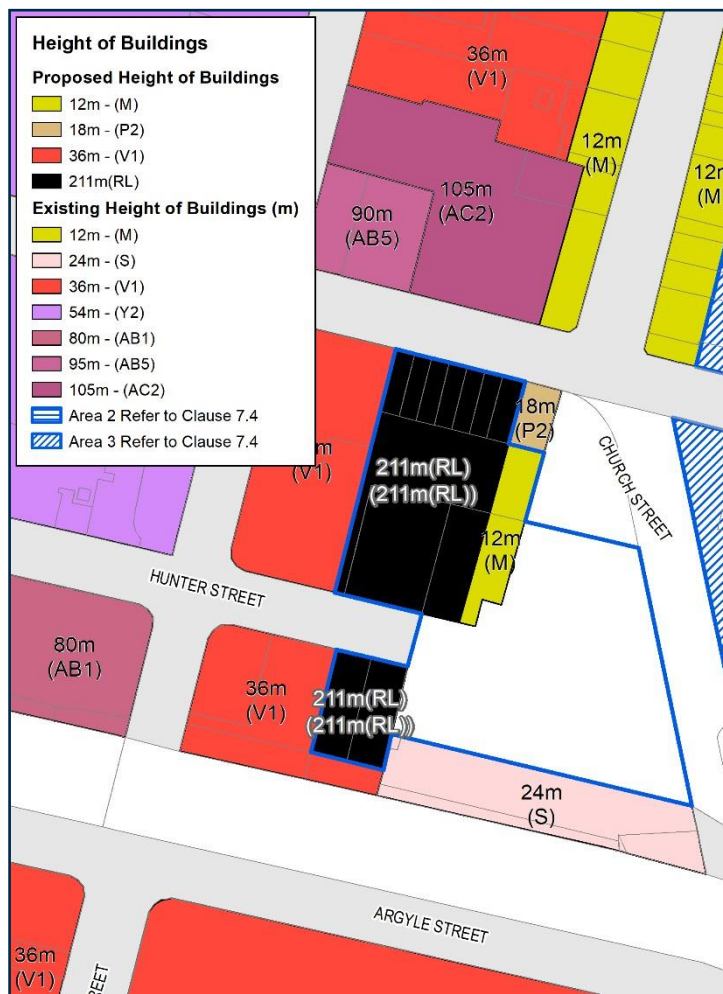 Height of Buildings
Proposed Height of Buildings
12m - (M)
18m - (P2)
36m - (V1)
211m(RL)
Existing Height of Buildings (m)
12m - (M)
24m - (S)
36m - (V1)
54m - (Y2)
80m - (AB1)
95m - (AB5)
105m - (AC2)
Area 2 Refer to Clause 7.4
Area 3 Refer to Clause 7.4
36m
(V1)
12m
(M)
105m
(AC2)
90m
(AB5)
18m
(P2)
CHURCH STREET
(V1)
211m(RL)
(211m(RL))
12m
(M)
HUNTER STREET
80m
(AB1)
36m
(V1)
211m(RL)
(211m(RL))
24m
(S)
ARGYLE STREET
36m
(V1)